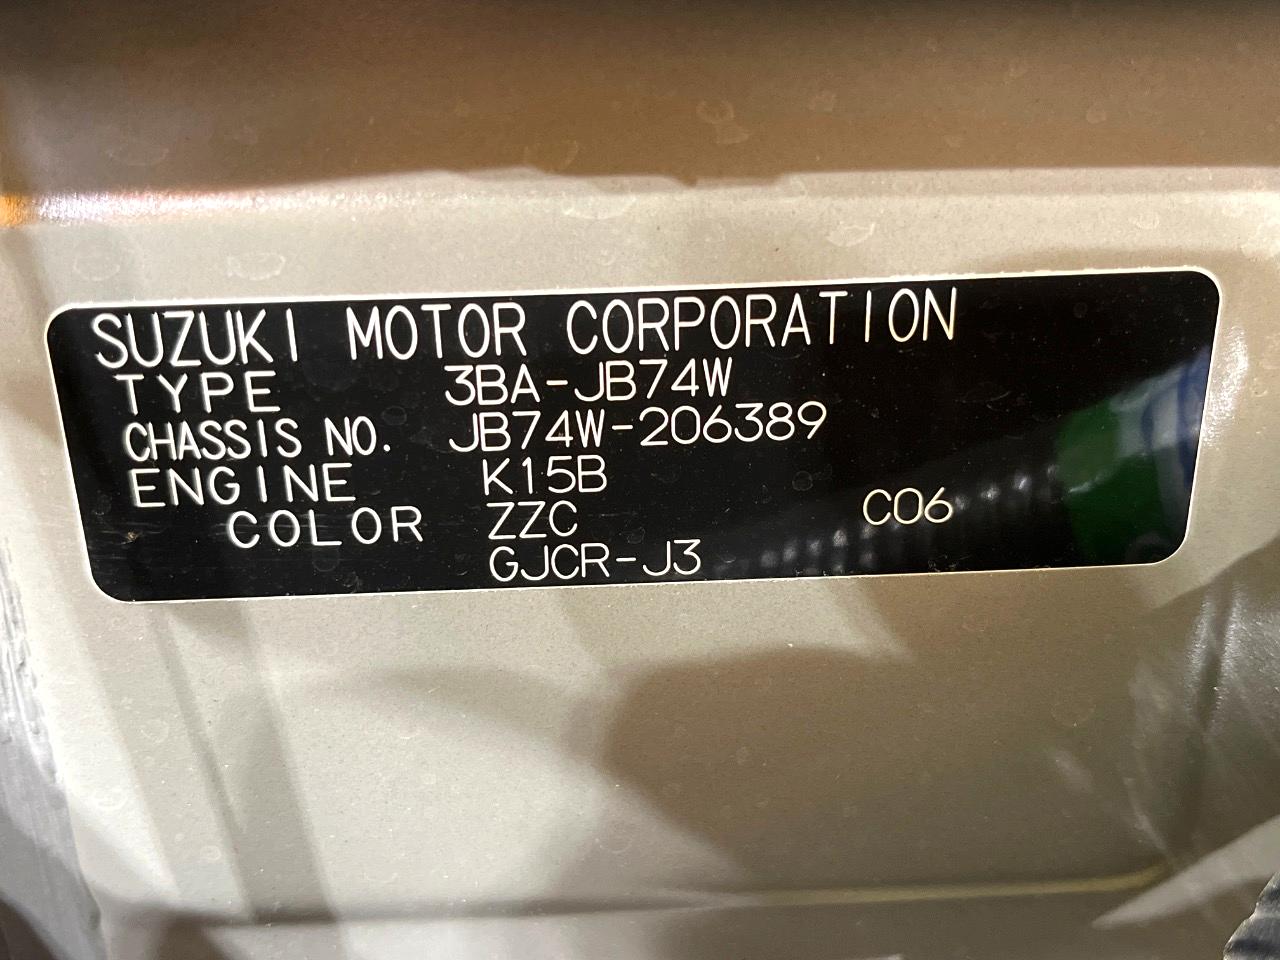 SUZUKI MOTOR CORPORATION
TYPE 3BA-JB74W
CHASSIS NO. JB74W-206389
ENGINE K15B
COLOR ZZC C06
GJCR-J3